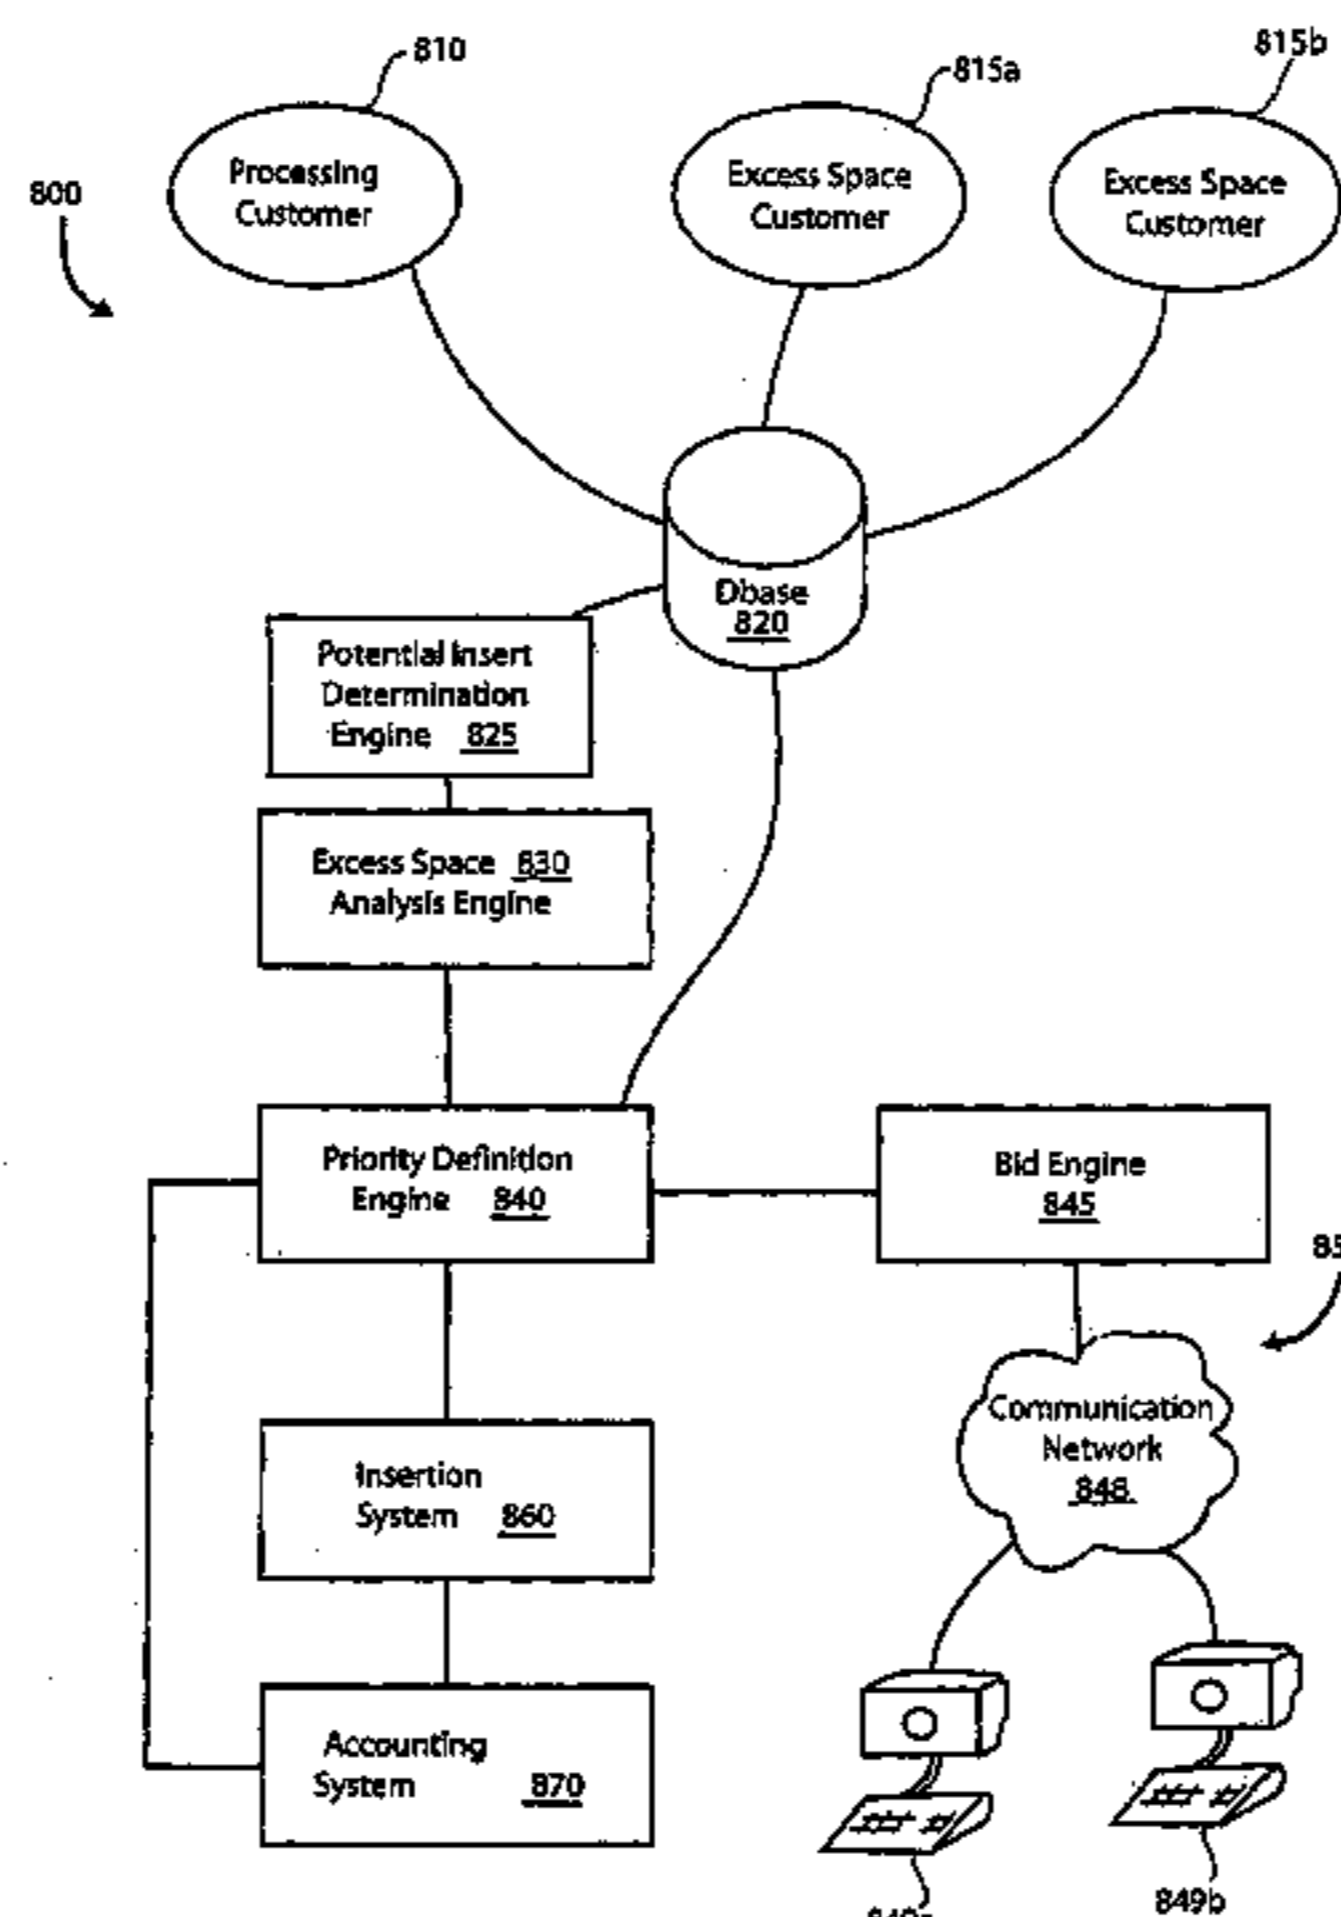 810
815a
815b
800
Processing
Customer
Excess Space
Customer
Excess Space
Customer
Dbase
820
Potential Insert
Determination
Engine 825
Excess Space 830
Analysis Engine
Priority Definition
Engine 840
Bid Engine
845
Communication
Network
848
Insertion
System 860
Accounting
System 870
849b